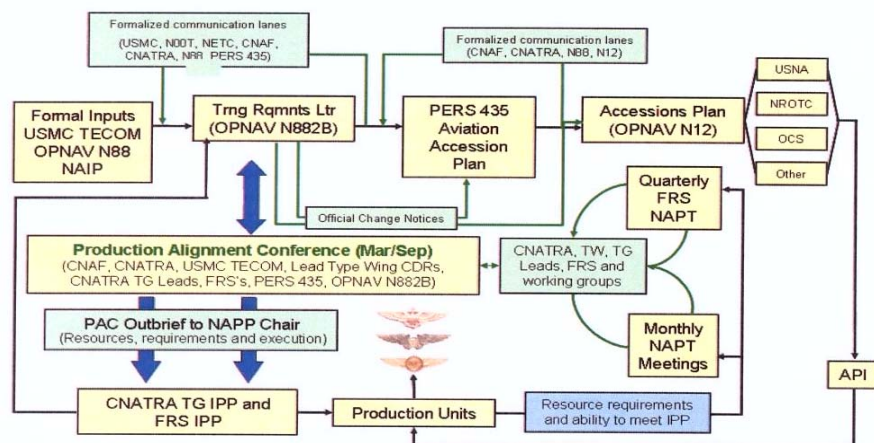 Formalized communication lanes
(USMC, N00T, NETC, CNAF,
CNATRA, N88, PERS 435)
Formalized communication lanes
(CNAF, CNATRA, N88, N12)
Formal Inputs
USMC TECOM
OPNAV N88
NAIP
Trng Rqmnts Ltr
(OPNAV N882B)
PERS 435
Aviation
Accession
Plan
Accessions Plan
(OPNAV N12)
USNA
NROTC
OCS
Other
Official Change Notices
Quarterly
FRS
NAPT
Production Alignment Conference (Mar/Sep)
(CNAF, CNATRA, USMC TECOM, Lead Type Wing CDRs,
CNATRA TG Leads, FRS's, PERS 435, OPNAV N882B)
CNATRA, TW, TG
Leads, FRS and
working groups
PAC Outbrief to NAPP Chair
(Resources, requirements and execution)
Monthly
NAPT
Meetings
API
CNATRA TG IPP and
FRS IPP
Production Units
Resource requirements
and ability to meet IPP